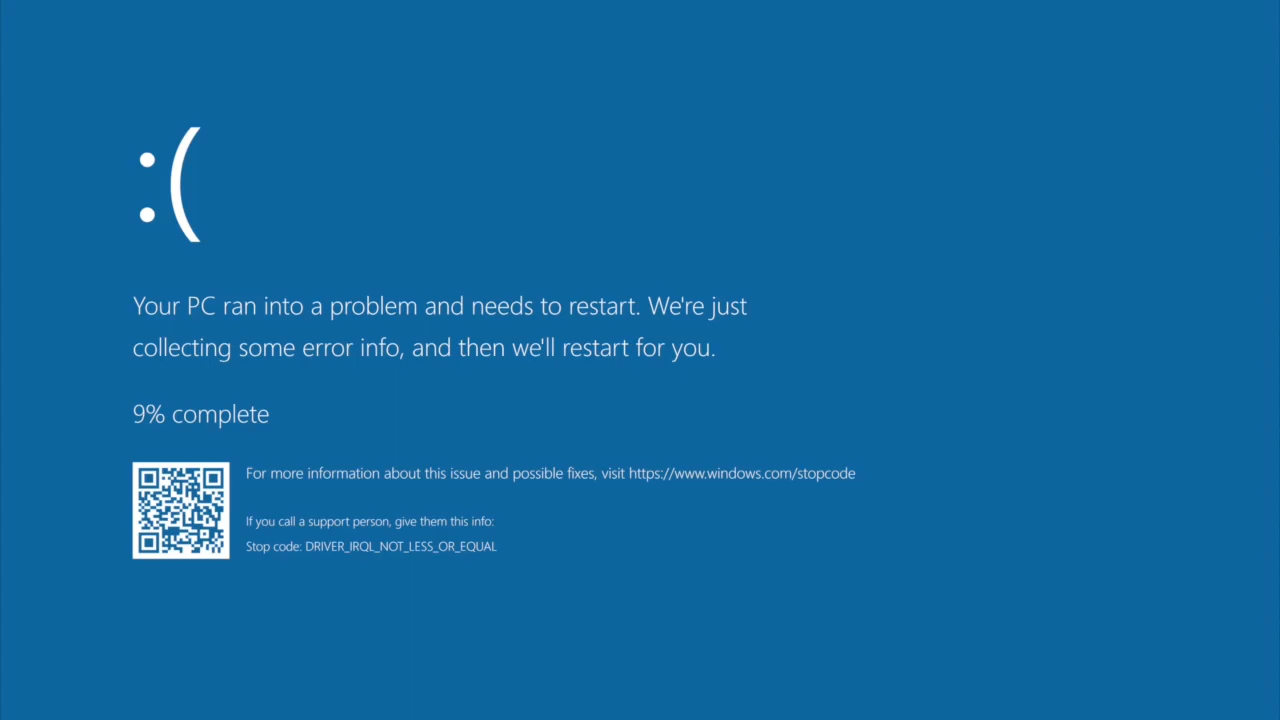 :(
Your PC ran into a problem and needs to restart. We're just
collecting some error info, and then we'll restart for you.
9% complete
For more information about this issue and possible fixes, visit https://www.windows.com/stopcode
If you call a support person, give them this info:
Stop code: DRIVER_IRQL_NOT_LESS_OR_EQUAL